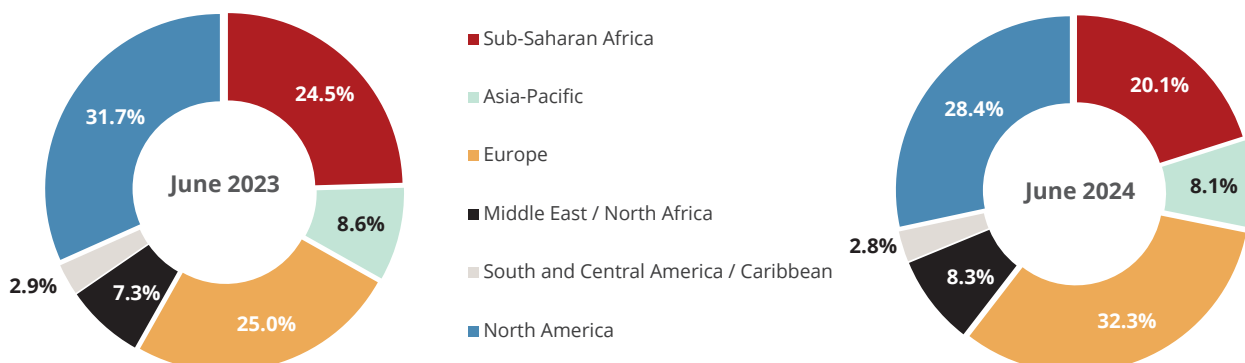 24.5%
8.6%
25.0%
7.3%
2.9%
31.7%
June 2023
Sub-Saharan Africa
Asia-Pacific
Europe
Middle East / North Africa
South and Central America / Caribbean
North America
20.1%
8.1%
32.3%
8.3%
2.8%
28.4%
June 2024